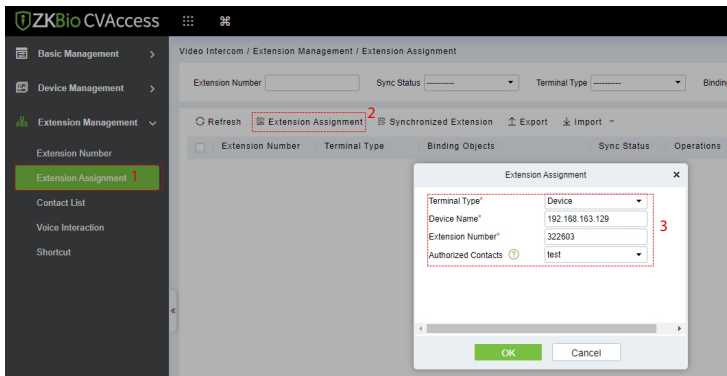 ZKBio CVAccess
Basic Management
Device Management
Extension Management
Extension Number
Extension Assignment 1
Contact List
Voice Interaction
Shortcut
Video Intercom / Extension Management / Extension Assignment
Extension Number Sync Status ---------- Terminal Type ---------- Bindin
2
Refresh Extension Assignment Synchronized Extension Export Import
Extension Number Terminal Type Binding Objects Sync Status Operations
Extension Assignment
Terminal Type* Device
Device Name* 192.168.163.129
3
Extension Number* 322603
Authorized Contacts ? test
OK Cancel